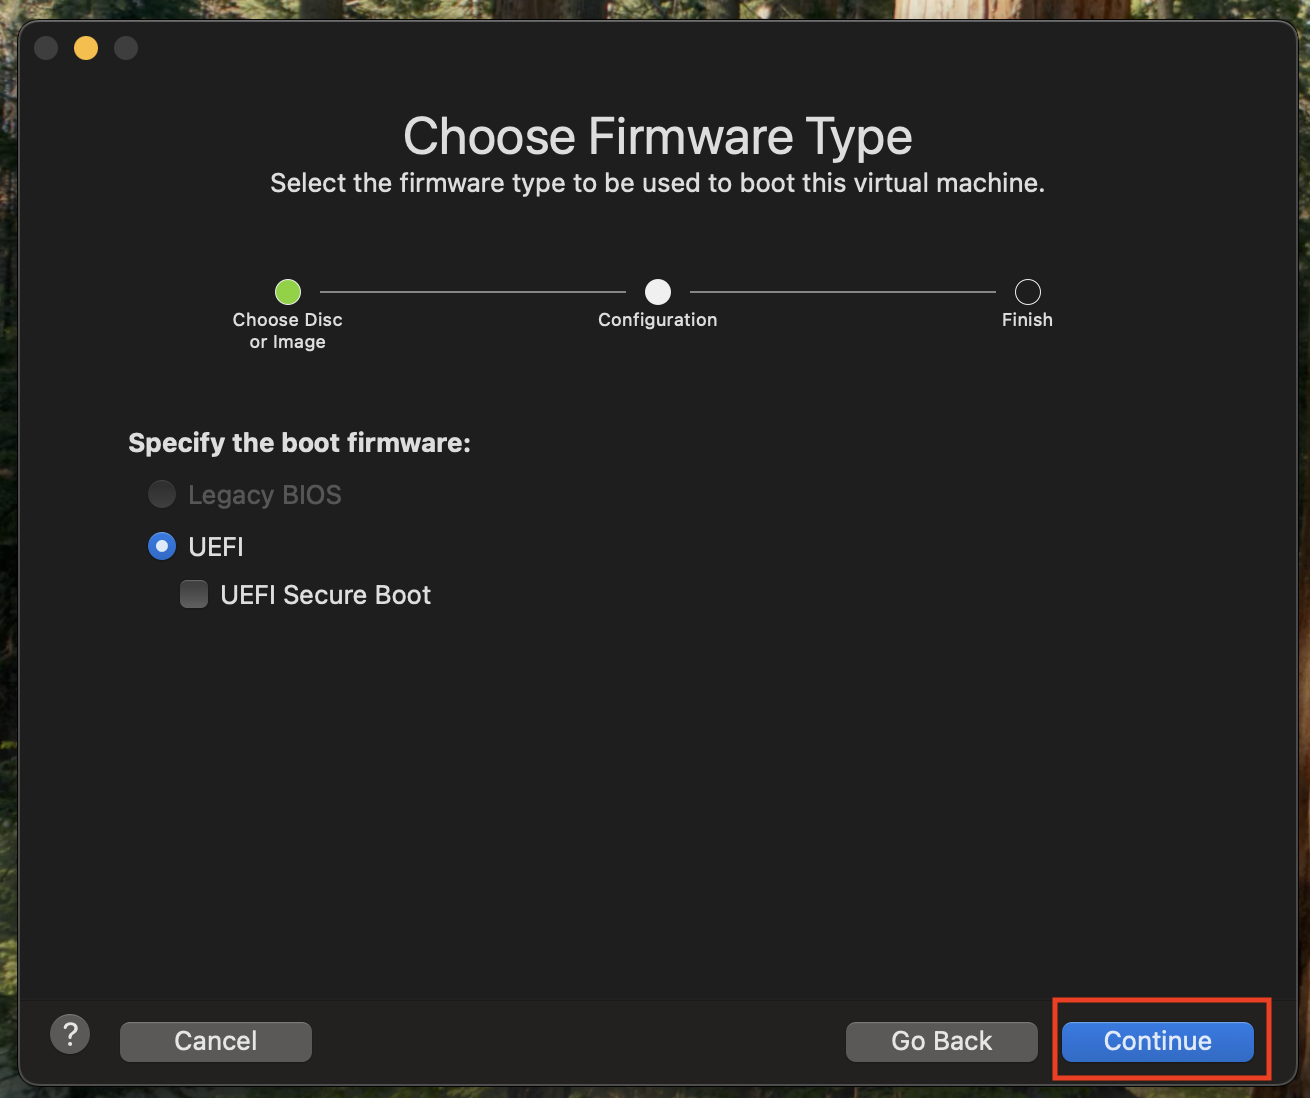 Choose Firmware Type
Select the firmware type to be used to boot this virtual machine.
Choose Disc
or Image
Configuration
Finish
Specify the boot firmware:
Legacy BIOS
UEFI
UEFI Secure Boot
?
Cancel
Go Back
Continue